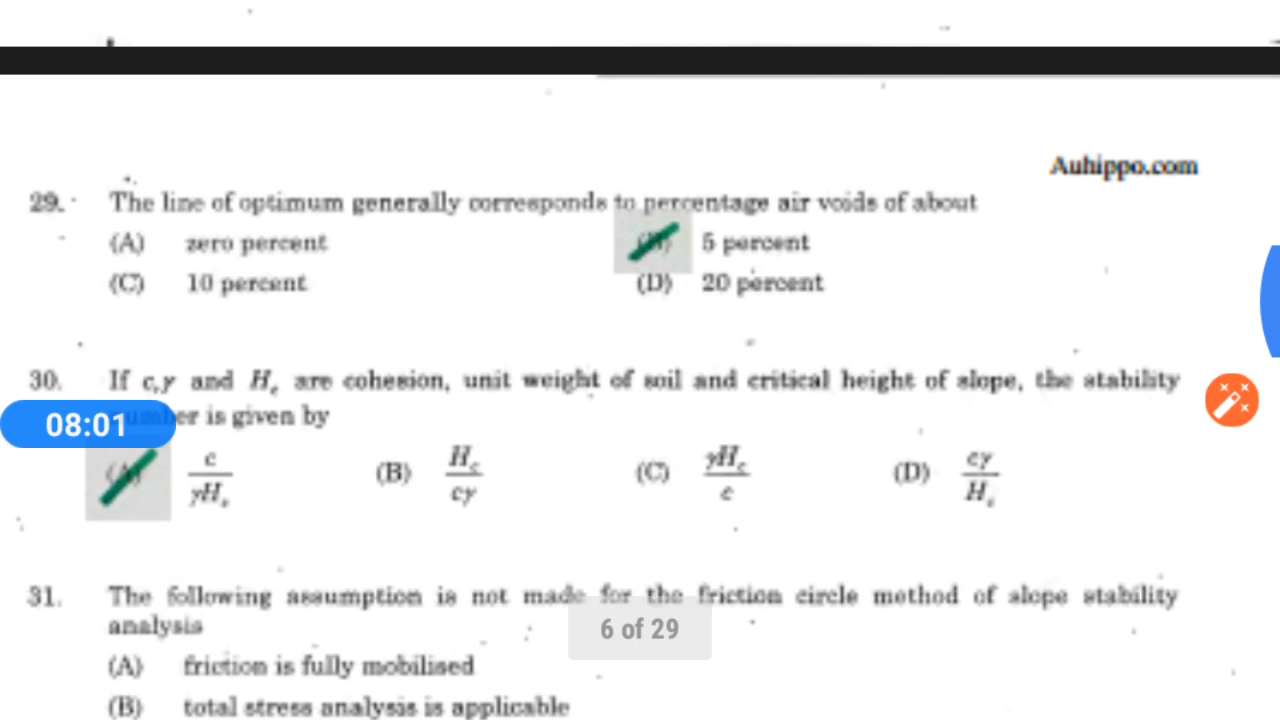 Auhippo.com
29. The line of optimum generally corresponds to percentage air voids of about
(A) zero percent (B) 5 percent
(C) 10 percent (D) 20 percent
30. If c,γ and Hc are cohesion, unit weight of soil and critical height of slope, the stability
number is given by
08:01
(A) c/γHc (B) Hc/cγ (C) γHc/c (D) cγ/Hc
31. The following assumption is not made for the friction circle method of slope stability
analysis
6 of 29
(A) friction is fully mobilised
(B) total stress analysis is applicable